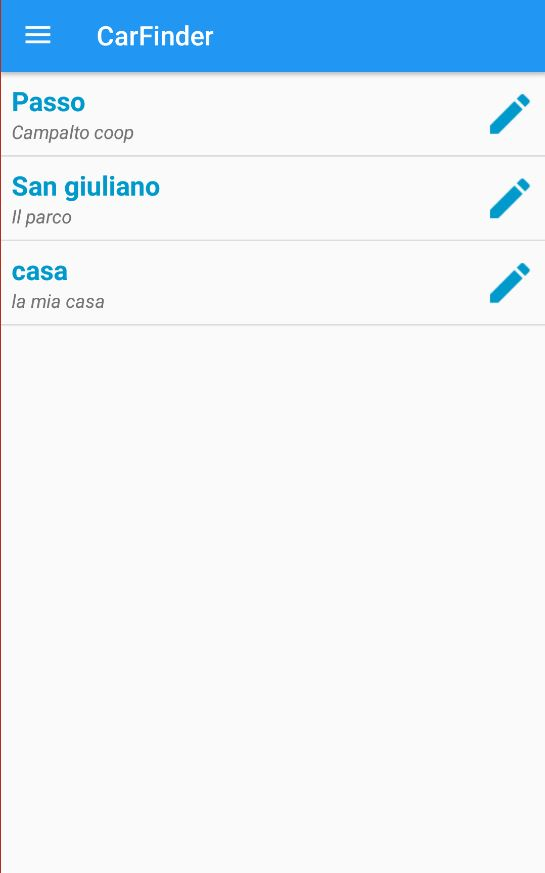 CarFinder
Passo
Campalto coop
San giuliano
Il parco
casa
la mia casa